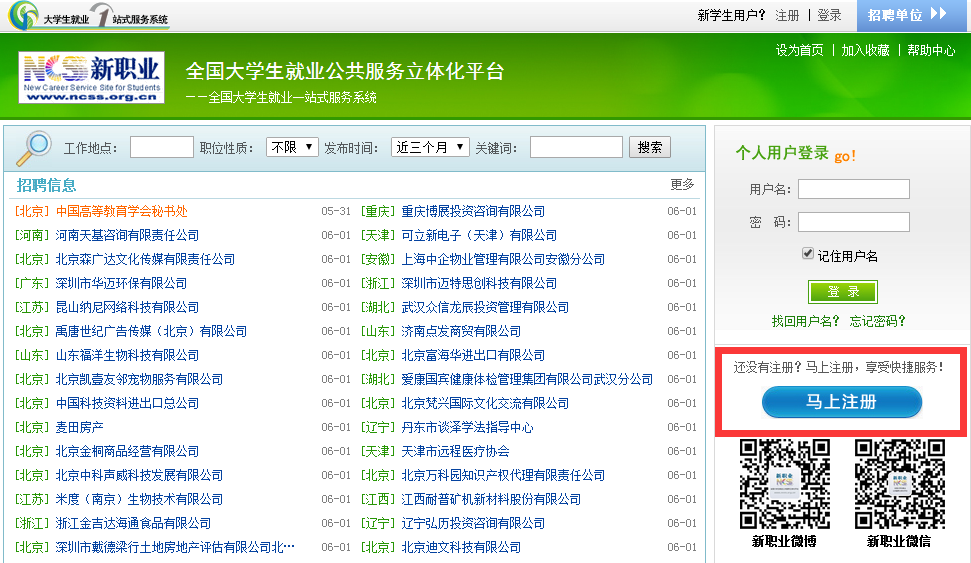 大学生就业1站式服务系统
新学生用户？ 注册 | 登录
招聘单位
设为首页 | 加入收藏 | 帮助中心
NCSS新职业
New Career Service Site for Students
www.ncss.org.cn
全国大学生就业公共服务立体化平台
——全国大学生就业一站式服务系统
工作地点： 职位性质： 不限 发布时间： 近三个月 关键词： 搜索
招聘信息 更多
[北京] 中国高等教育学会秘书处 05-31 [重庆] 重庆博展投资咨询有限公司 06-01
[河南] 河南天基咨询有限责任公司 06-01 [天津] 可立新电子（天津）有限公司 06-01
[北京] 北京森广达文化传媒有限责任公司 06-01 [安徽] 上海中企物业管理有限公司安徽分公司 06-01
[广东] 深圳市华迈环保有限公司 06-01 [浙江] 深圳市迈特思创科技有限公司 06-01
[江苏] 昆山纳尼网络科技有限公司 06-01 [湖北] 武汉众信龙辰投资管理有限公司 06-01
[北京] 禹唐世纪广告传媒（北京）有限公司 06-01 [山东] 济南点发商贸有限公司 06-01
[山东] 山东福洋生物科技有限公司 06-01 [北京] 北京富海华进出口有限公司 06-01
[北京] 北京凯壹友邻宠物服务有限公司 06-01 [湖北] 爱康国宾健康体检管理集团有限公司武汉分公司 06-01
[北京] 中国科技资料进出口总公司 06-01 [北京] 北京梵兴国际文化交流有限公司 06-01
[北京] 麦田房产 06-01 [辽宁] 丹东市谈泽学法指导中心 06-01
[北京] 北京金桐商品经营有限公司 06-01 [天津] 天津市远程医疗协会 06-01
[北京] 北京中科声威科技发展有限公司 06-01 [北京] 北京万科园知识产权代理有限责任公司 06-01
[江苏] 米度（南京）生物技术有限公司 06-01 [江西] 江西耐普矿机新材料股份有限公司 06-01
[浙江] 浙江金吉达海通食品有限公司 06-01 [辽宁] 辽宁弘历投资咨询有限公司 06-01
[北京] 深圳市戴德梁行土地房地产评估有限公司北… 06-01 [北京] 北京迪文科技有限公司 06-01
个人用户登录 go!
用户名：
密 码：
记住用户名
登 录
找回用户名？ 忘记密码？
还没有注册？马上注册，享受快捷服务！
马上注册
新职业微博 新职业微信